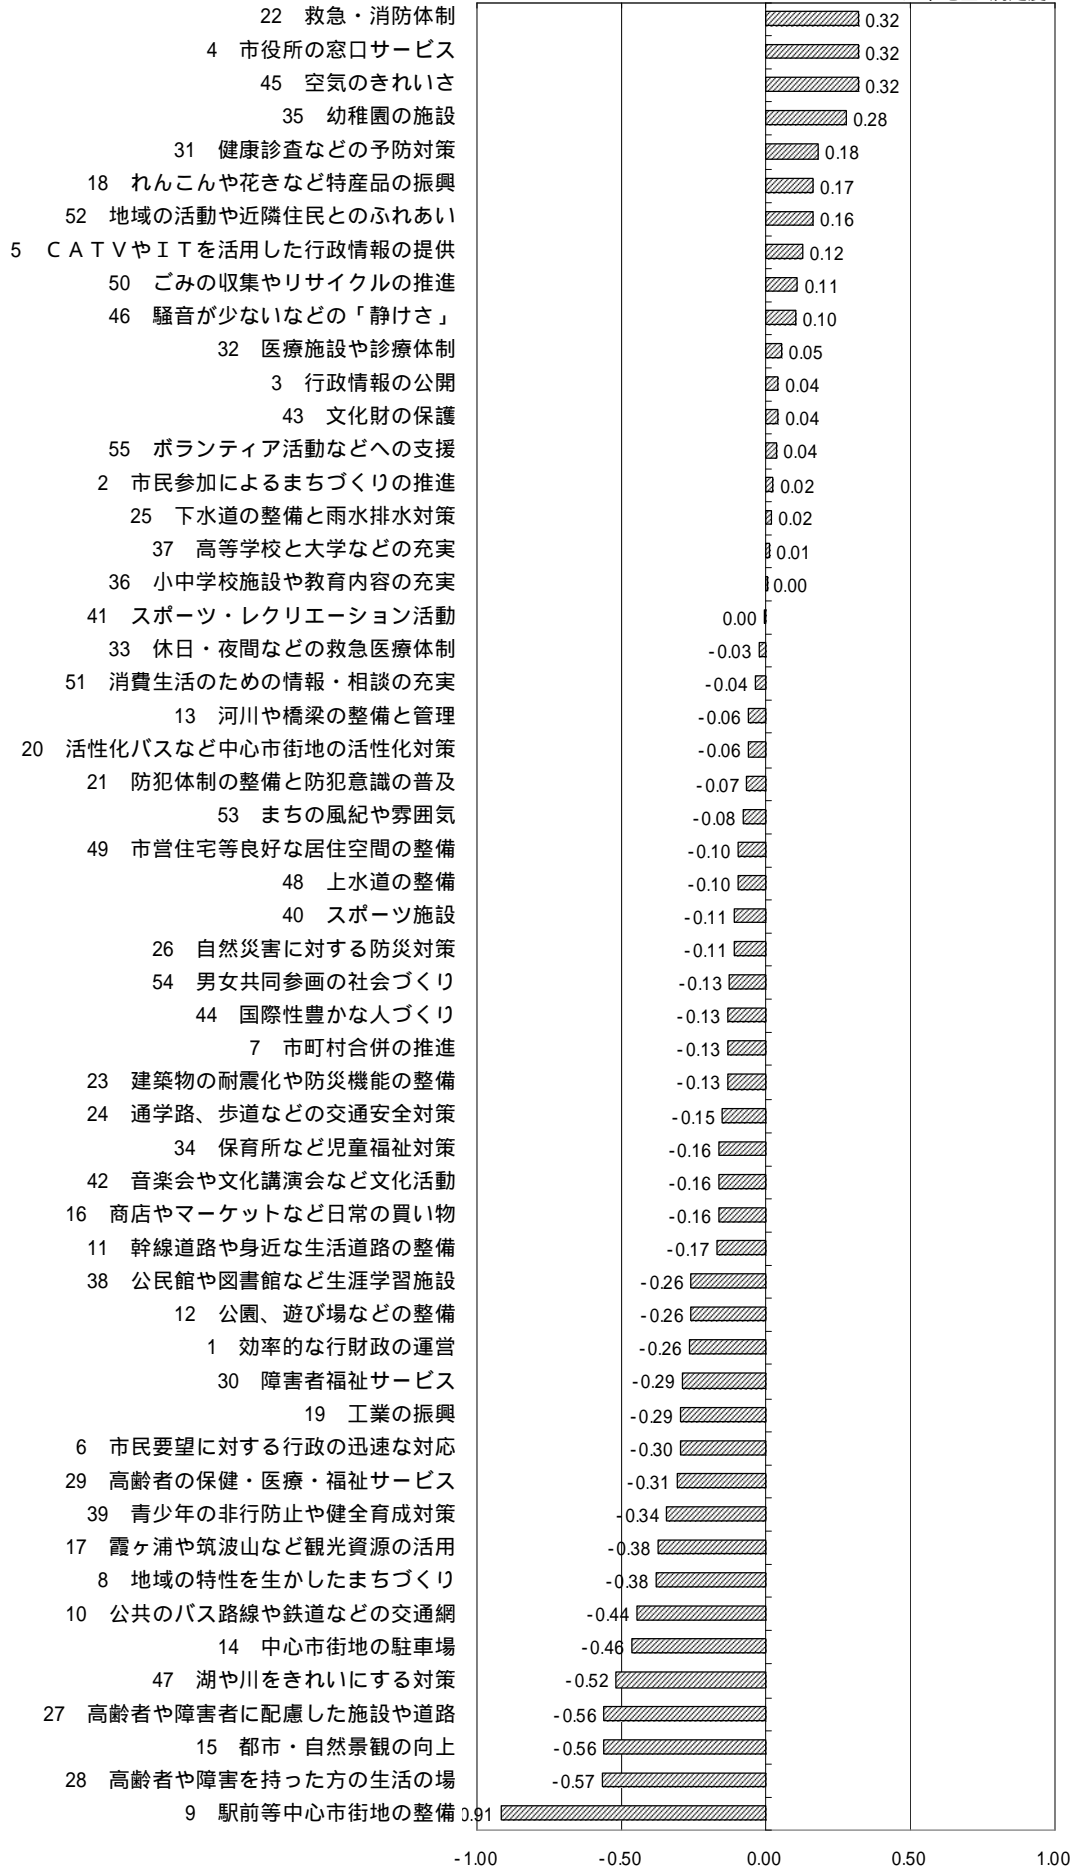 22 救急・消防体制 0.32
4 市役所の窓口サービス 0.32
45 空気のきれいさ 0.32
35 幼稚園の施設 0.28
31 健康診査などの予防対策 0.18
18 れんこんや花きなど特産品の振興 0.17
52 地域の活動や近隣住民とのふれあい 0.16
5 ＣＡＴＶやＩＴを活用した行政情報の提供 0.12
50 ごみの収集やリサイクルの推進 0.11
46 騒音が少ないなどの「静けさ」 0.10
32 医療施設や診療体制 0.05
3 行政情報の公開 0.04
43 文化財の保護 0.04
55 ボランティア活動などへの支援 0.04
2 市民参加によるまちづくりの推進 0.02
25 下水道の整備と雨水排水対策 0.02
37 高等学校と大学などの充実 0.01
36 小中学校施設や教育内容の充実 0.00
41 スポーツ・レクリエーション活動 0.00
33 休日・夜間などの救急医療体制 -0.03
51 消費生活のための情報・相談の充実 -0.04
13 河川や橋梁の整備と管理 -0.06
20 活性化バスなど中心市街地の活性化対策 -0.06
21 防犯体制の整備と防犯意識の普及 -0.07
53 まちの風紀や雰囲気 -0.08
49 市営住宅等良好な居住空間の整備 -0.10
48 上水道の整備 -0.10
40 スポーツ施設 -0.11
26 自然災害に対する防災対策 -0.11
54 男女共同参画の社会づくり -0.13
44 国際性豊かな人づくり -0.13
7 市町村合併の推進 -0.13
23 建築物の耐震化や防災機能の整備 -0.13
24 通学路、歩道などの交通安全対策 -0.15
34 保育所など児童福祉対策 -0.16
42 音楽会や文化講演会など文化活動 -0.16
16 商店やマーケットなど日常の買い物 -0.16
11 幹線道路や身近な生活道路の整備 -0.17
38 公民館や図書館など生涯学習施設 -0.26
12 公園、遊び場などの整備 -0.26
1 効率的な行財政の運営 -0.26
30 障害者福祉サービス -0.29
19 工業の振興 -0.29
6 市民要望に対する行政の迅速な対応 -0.30
29 高齢者の保健・医療・福祉サービス -0.31
39 青少年の非行防止や健全育成対策 -0.34
17 霞ヶ浦や筑波山など観光資源の活用 -0.38
8 地域の特性を生かしたまちづくり -0.38
10 公共のバス路線や鉄道などの交通網 -0.44
14 中心市街地の駐車場 -0.46
47 湖や川をきれいにする対策 -0.52
27 高齢者や障害者に配慮した施設や道路 -0.56
15 都市・自然景観の向上 -0.56
28 高齢者や障害を持った方の生活の場 -0.57
9 駅前等中心市街地の整備 0.91
-1.00 -0.50 0.00 0.50 1.00